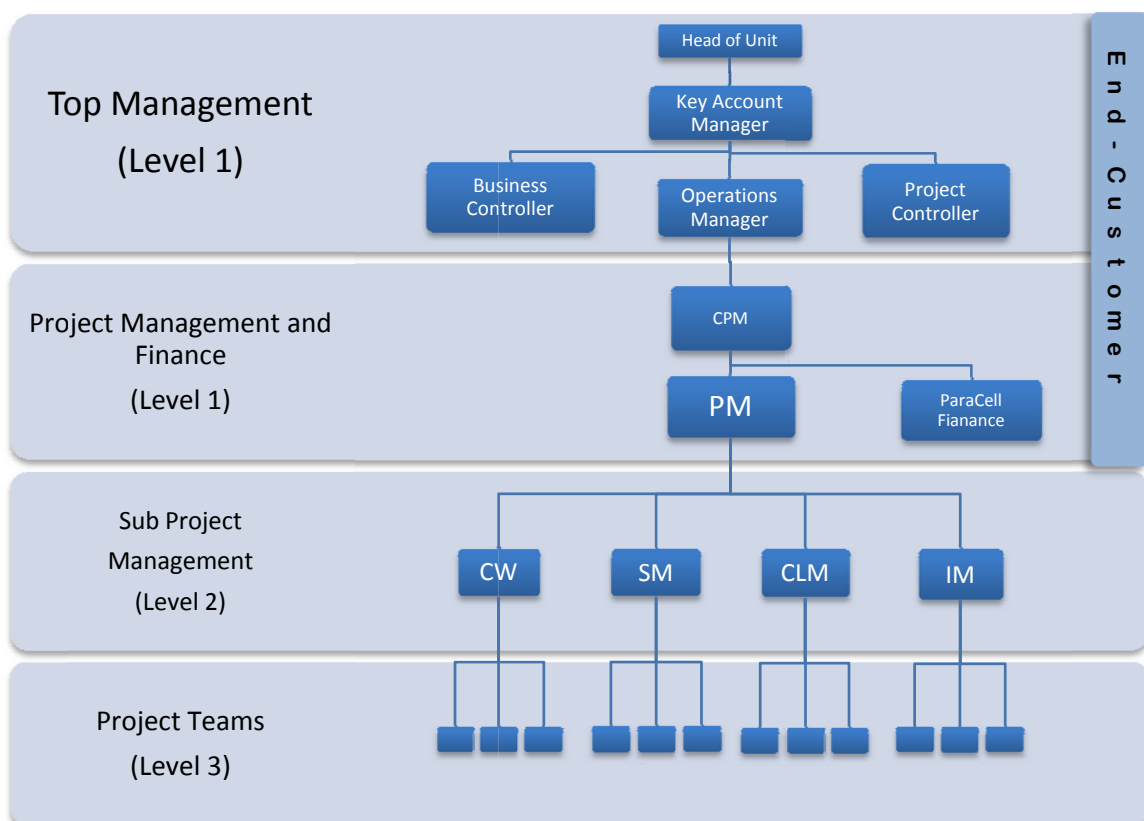 Head of Unit
Top Management
(Level 1)
Key Account
Manager
Business
Controller
Operations
Manager
Project
Controller
End-Customer
Project Management and
Finance
(Level 1)
CPM
PM
ParaCell
Fianance
Sub Project
Management
(Level 2)
CW
SM
CLM
IM
Project Teams
(Level 3)